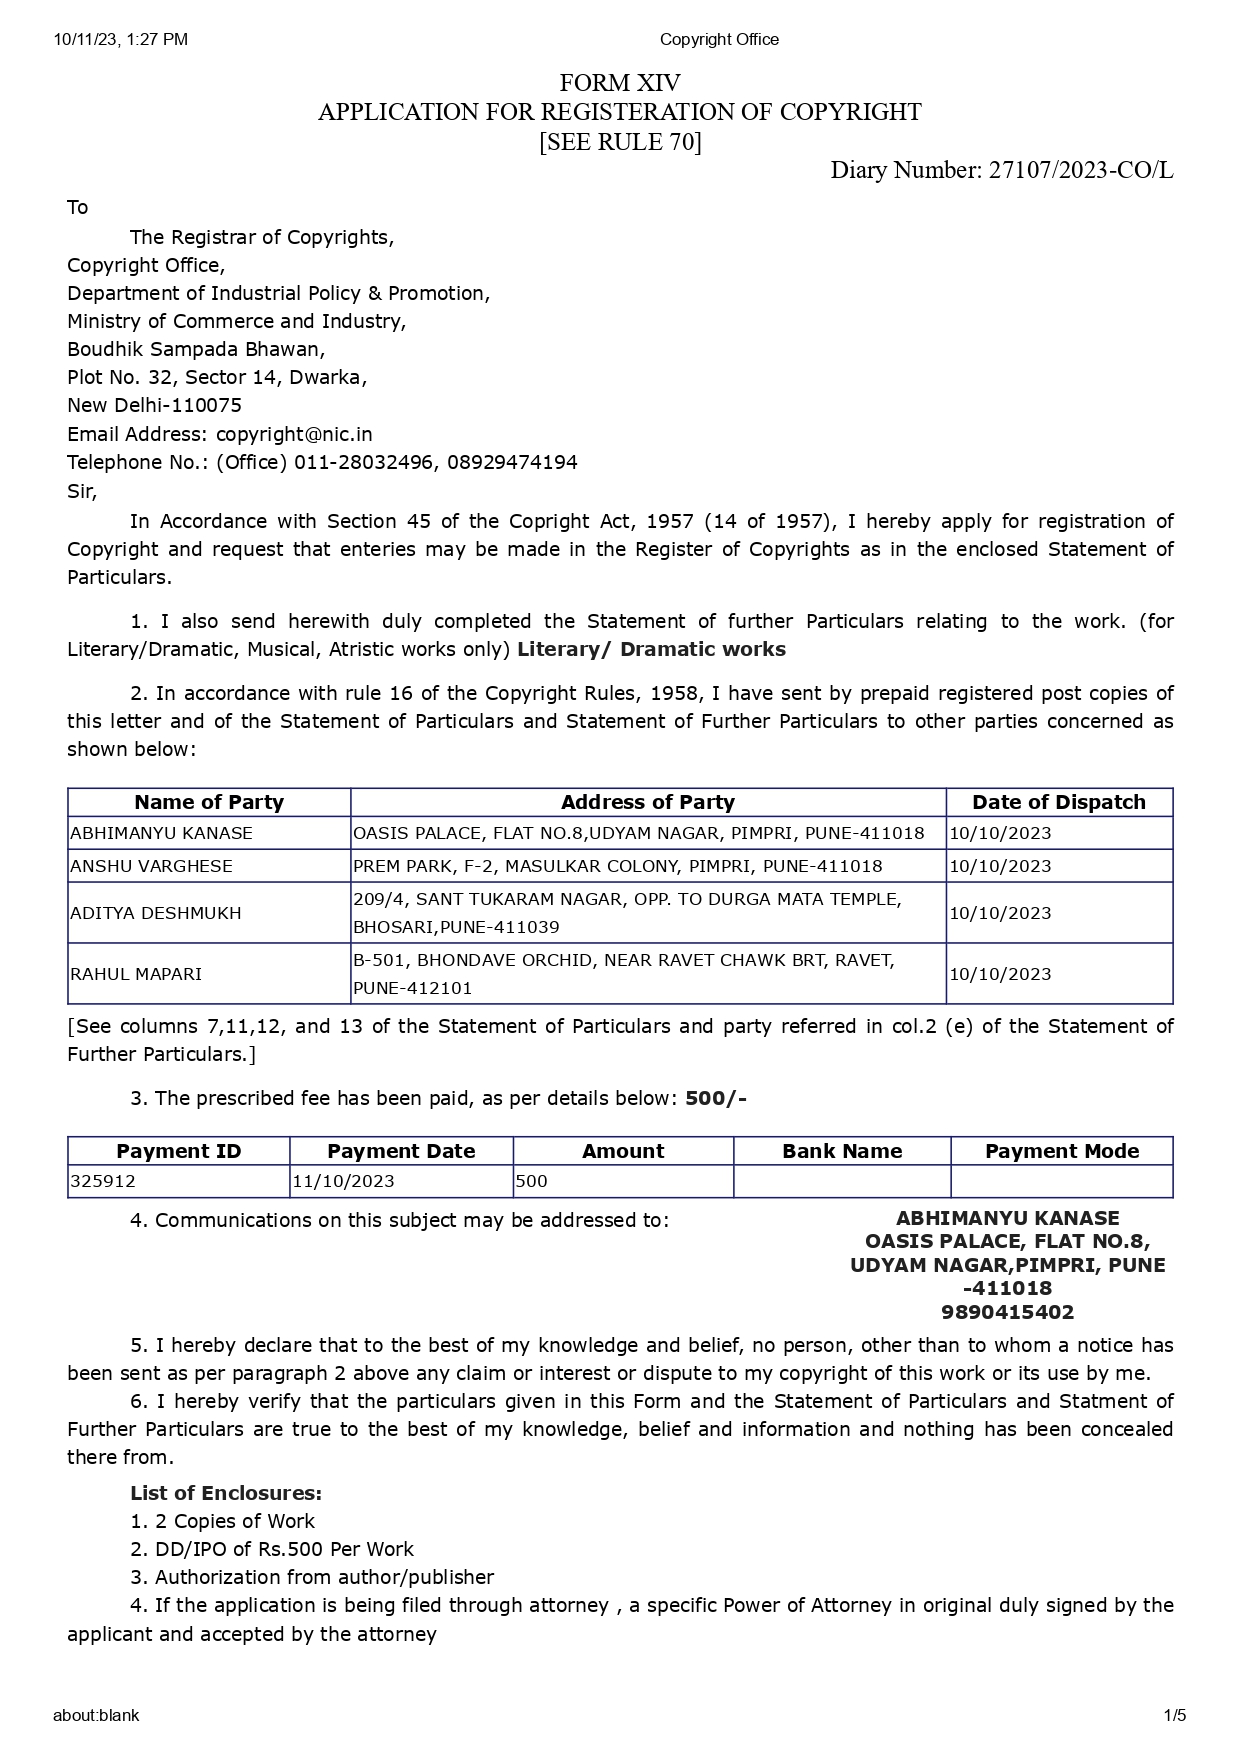 10/11/23, 1:27 PM Copyright Office
FORM XIV
APPLICATION FOR REGISTERATION OF COPYRIGHT
[SEE RULE 70]
Diary Number: 27107/2023-CO/L
To
The Registrar of Copyrights,
Copyright Office,
Department of Industrial Policy & Promotion,
Ministry of Commerce and Industry,
Boudhik Sampada Bhawan,
Plot No. 32, Sector 14, Dwarka,
New Delhi-110075
Email Address: copyright@nic.in
Telephone No.: (Office) 011-28032496, 08929474194
Sir,
In Accordance with Section 45 of the Copright Act, 1957 (14 of 1957), I hereby apply for registration of
Copyright and request that enteries may be made in the Register of Copyrights as in the enclosed Statement of
Particulars.
1. I also send herewith duly completed the Statement of further Particulars relating to the work. (for
Literary/Dramatic, Musical, Atristic works only) Literary/ Dramatic works
2. In accordance with rule 16 of the Copyright Rules, 1958, I have sent by prepaid registered post copies of
this letter and of the Statement of Particulars and Statement of Further Particulars to other parties concerned as
shown below:
Name of Party Address of Party Date of Dispatch
ABHIMANYU KANASE OASIS PALACE, FLAT NO.8,UDYAM NAGAR, PIMPRI, PUNE-411018 10/10/2023
ANSHU VARGHESE PREM PARK, F-2, MASULKAR COLONY, PIMPRI, PUNE-411018 10/10/2023
ADITYA DESHMUKH 209/4, SANT TUKARAM NAGAR, OPP. TO DURGA MATA TEMPLE,
BHOSARI,PUNE-411039 10/10/2023
RAHUL MAPARI B-501, BHONDAVE ORCHID, NEAR RAVET CHAWK BRT, RAVET,
PUNE-412101 10/10/2023
[See columns 7,11,12, and 13 of the Statement of Particulars and party referred in col.2 (e) of the Statement of
Further Particulars.]
3. The prescribed fee has been paid, as per details below: 500/-
Payment ID Payment Date Amount Bank Name Payment Mode
325912 11/10/2023 500
4. Communications on this subject may be addressed to: ABHIMANYU KANASE
OASIS PALACE, FLAT NO.8,
UDYAM NAGAR,PIMPRI, PUNE
-411018
9890415402
5. I hereby declare that to the best of my knowledge and belief, no person, other than to whom a notice has
been sent as per paragraph 2 above any claim or interest or dispute to my copyright of this work or its use by me.
6. I hereby verify that the particulars given in this Form and the Statement of Particulars and Statment of
Further Particulars are true to the best of my knowledge, belief and information and nothing has been concealed
there from.
List of Enclosures:
1. 2 Copies of Work
2. DD/IPO of Rs.500 Per Work
3. Authorization from author/publisher
4. If the application is being filed through attorney , a specific Power of Attorney in original duly signed by the
applicant and accepted by the attorney
about:blank 1/5